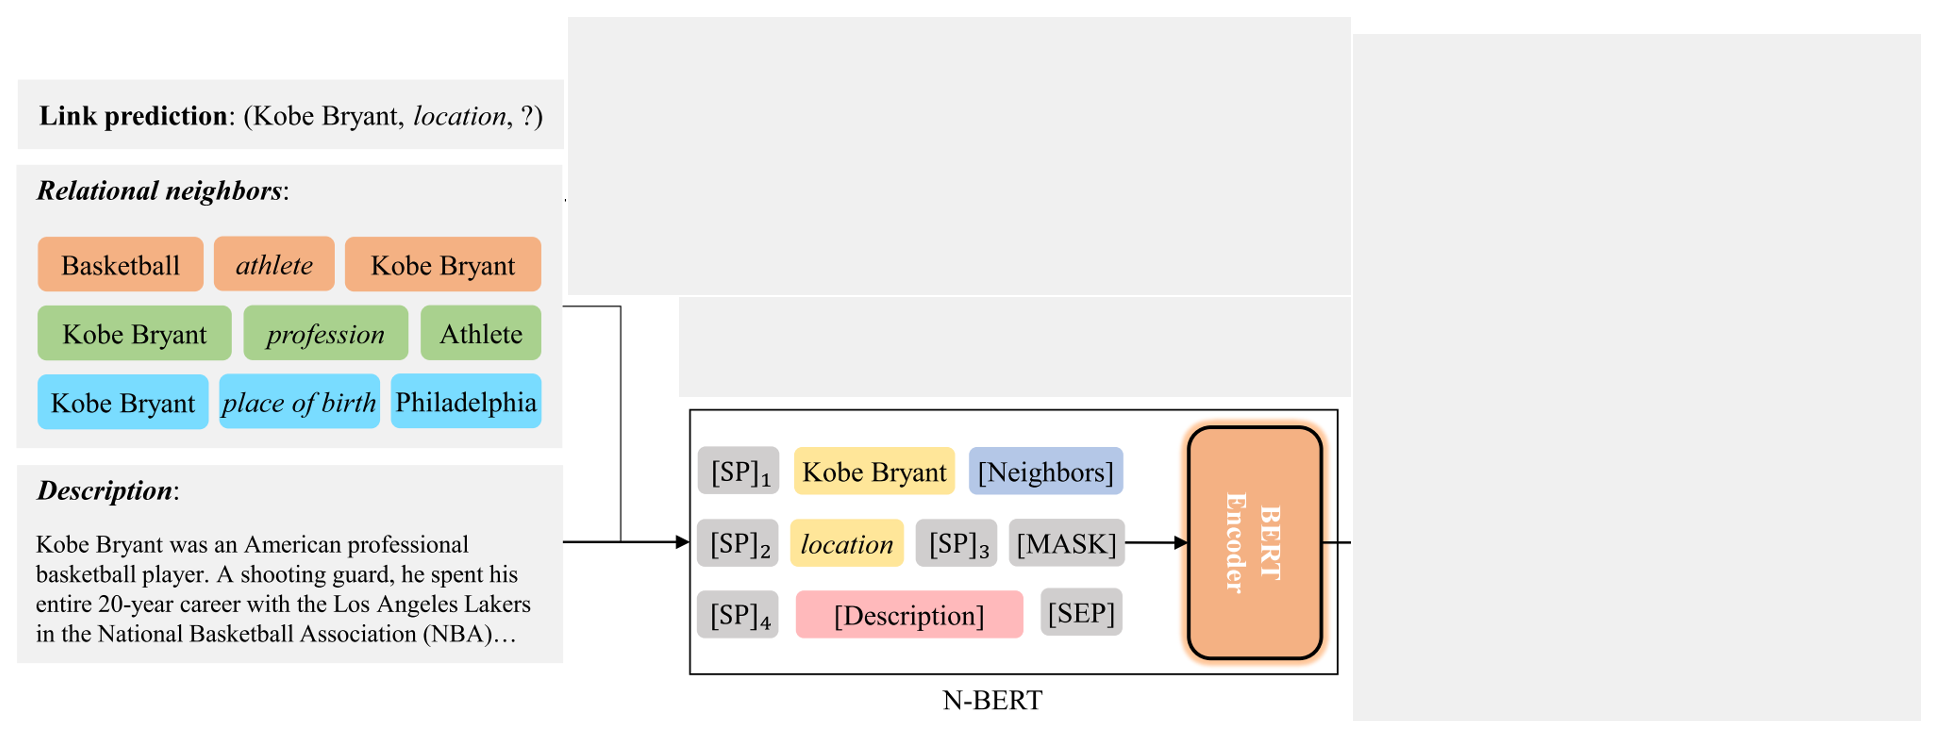 Link prediction: (Kobe Bryant, location, ?)
Relational neighbors:
Basketball athlete Kobe Bryant
Kobe Bryant profession Athlete
Kobe Bryant place of birth Philadelphia
Description:
Kobe Bryant was an American professional
basketball player. A shooting guard, he spent his
entire 20-year career with the Los Angeles Lakers
in the National Basketball Association (NBA)…
[SP]₁ Kobe Bryant [Neighbors]
[SP]₂ location [SP]₃ [MASK]
[SP]₄ [Description] [SEP]
BERT
Encoder
N-BERT